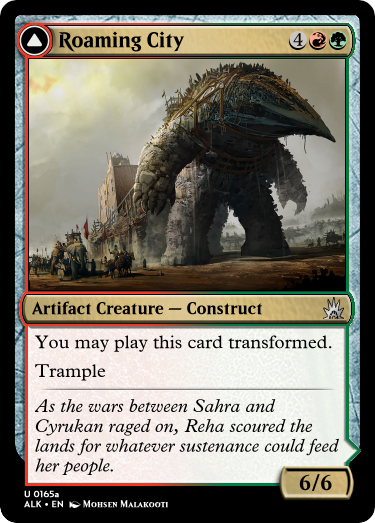 Roaming City 4
Artifact Creature — Construct
You may play this card transformed.
Trample
As the wars between Sahra and
Cyrukan raged on, Reha scoured the
lands for whatever sustenance could feed
her people.
6/6
U 0165a
ALK • EN Mohsen Malakooti